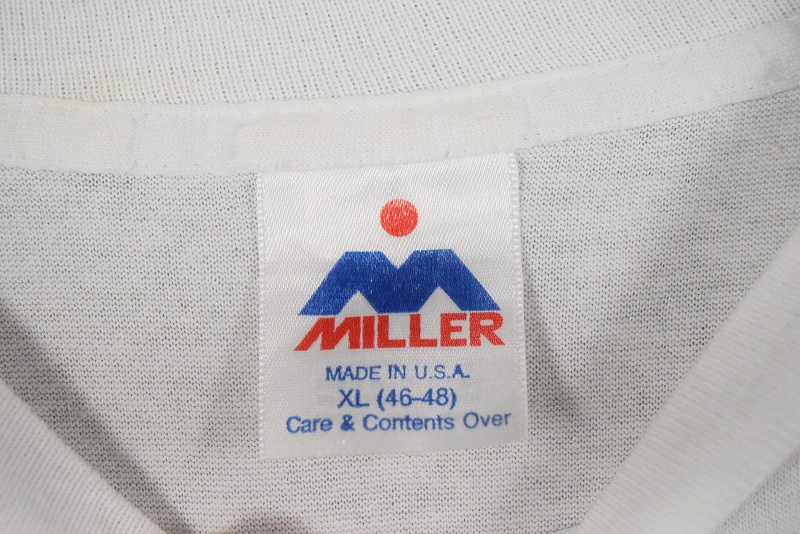 MILLER
MADE IN U.S.A.
XL (46-48)
Care & Contents Over